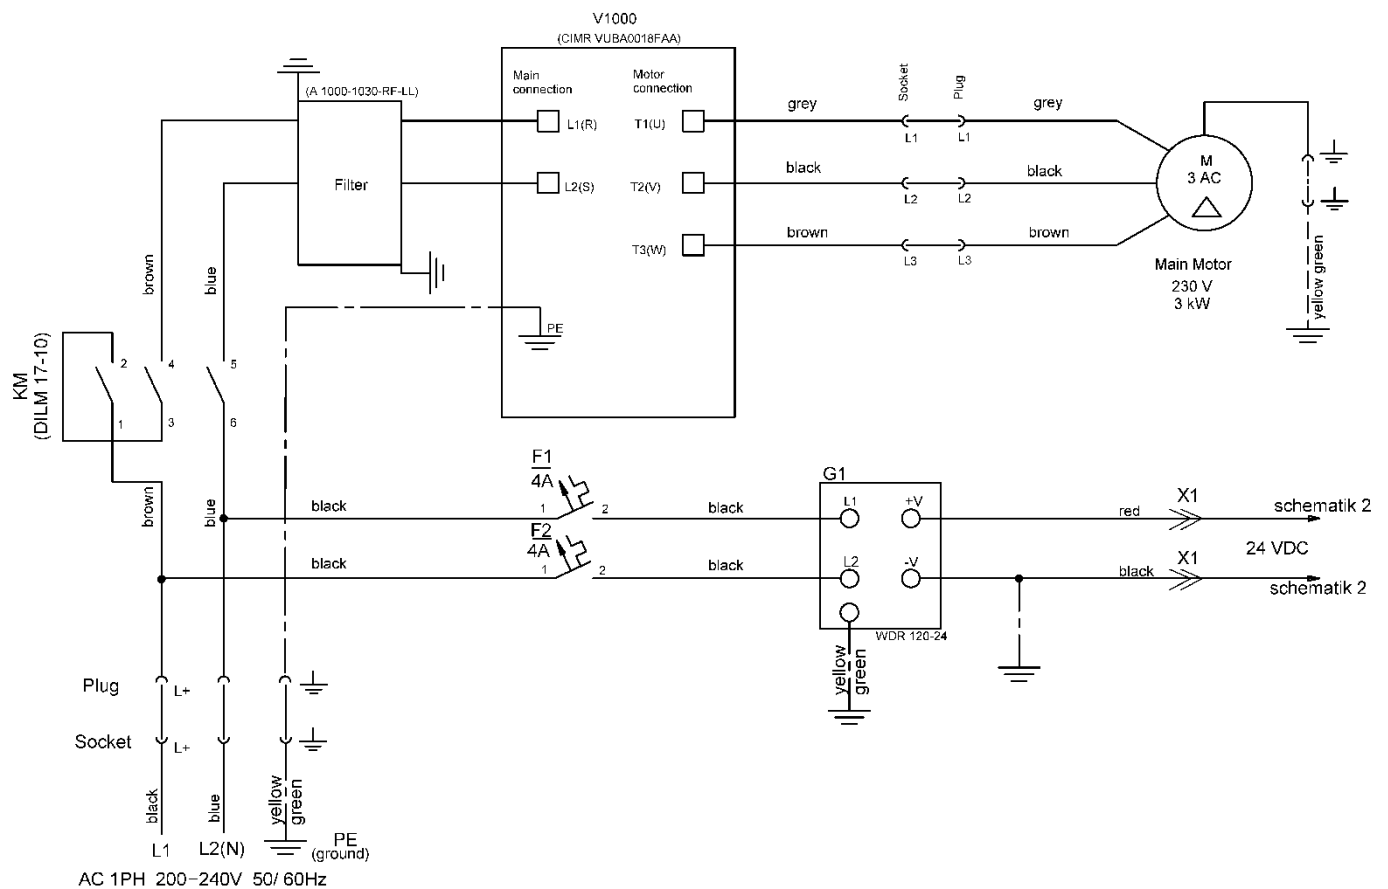 V1000
(CIMR VUBA0018FAA)
(A 1000-1030-RF-LL)
Main
connection
Motor
connection
Socket
Plug
grey
grey
L1(R)
T1(U)
L1
L1
M
3 AC
Filter
L2(S)
T2(V)
black
black
L2
L2
T3(W)
brown
brown
L3
L3
Main Motor
230 V
3 kW
yellow green
brown
blue
PE
KM
(DILM 17-10)
2
4
5
1
3
6
F1
4A
G1
brown
blue
black
1
2
black
L1
+V
red
X1
schematik 2
F2
4A
24 VDC
black
1
2
black
L2
-V
black
X1
schematik 2
WDR 120-24
yellow
green
Plug
L+
Socket
L+
black
blue
yellow
green
L1
L2(N)
PE
(ground)
AC 1PH 200-240V 50/ 60Hz